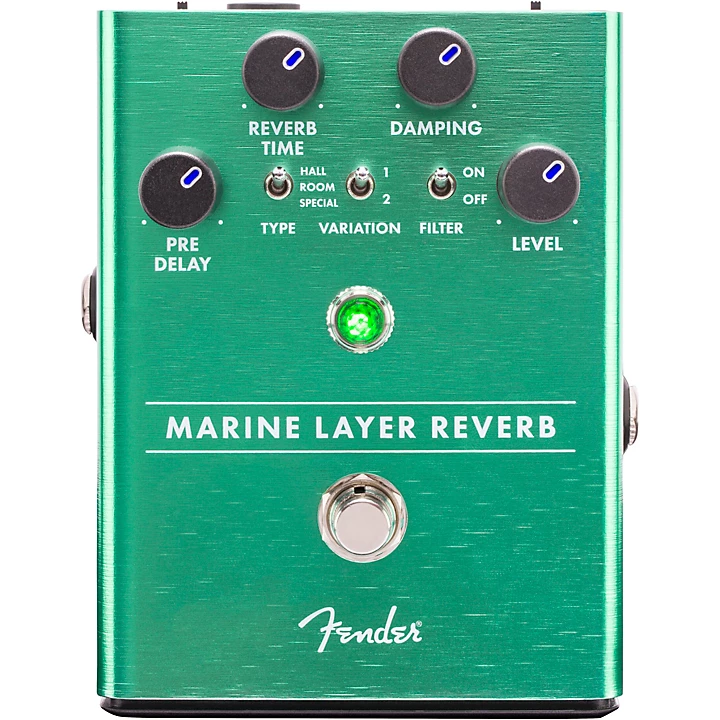 REVERB
TIME
DAMPING
PRE
DELAY
HALL
ROOM
SPECIAL
TYPE
1
2
VARIATION
ON
OFF
FILTER
LEVEL
MARINE LAYER REVERB
Fender®